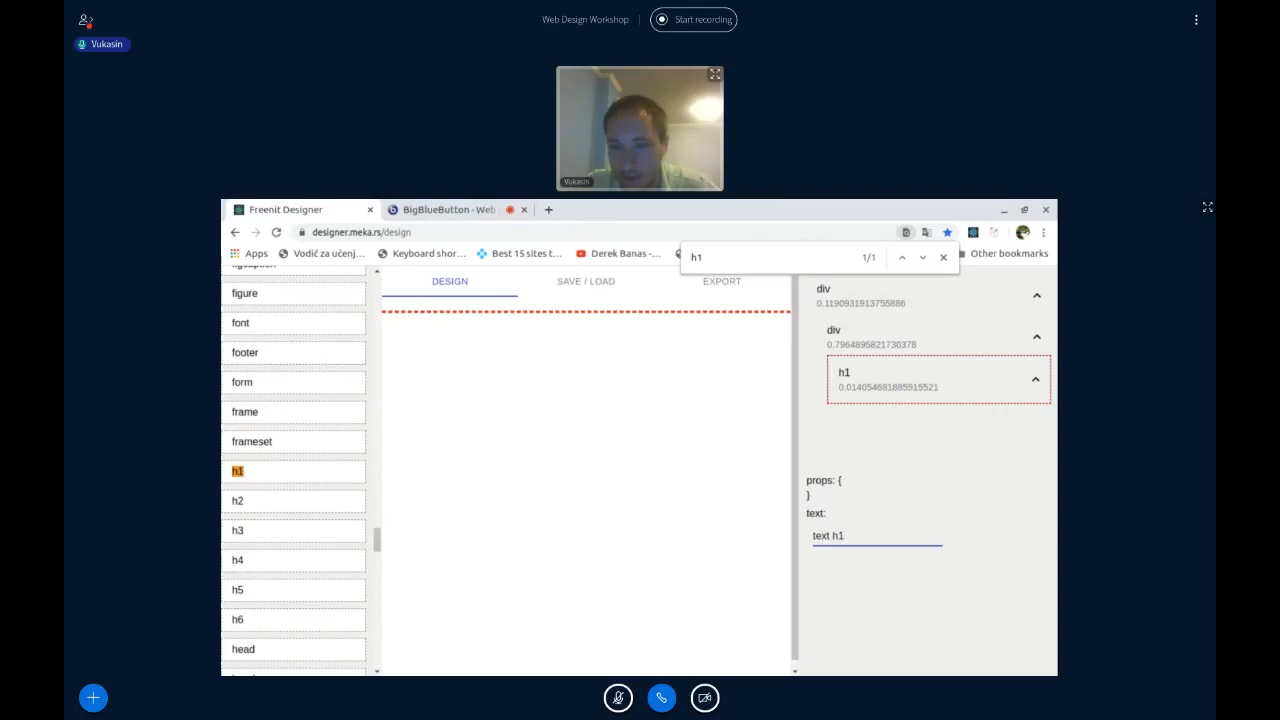 Web Design Workshop
Start recording
Vukasin
Vukasin
Freenit Designer
BigBlueButton - Web
designer.meka.rs/design
Apps
Vodič za učenj...
Keyboard shor...
Best 15 sites t...
Derek Banas -...
Other bookmarks
h1
1/1
figcaption
figure
font
footer
form
frame
frameset
h1
h2
h3
h4
h5
h6
head
DESIGN
SAVE / LOAD
EXPORT
div
0.1190931913755886
div
0.7964895821730378
h1
0.014054681885915521
props: {
}
text:
text h1